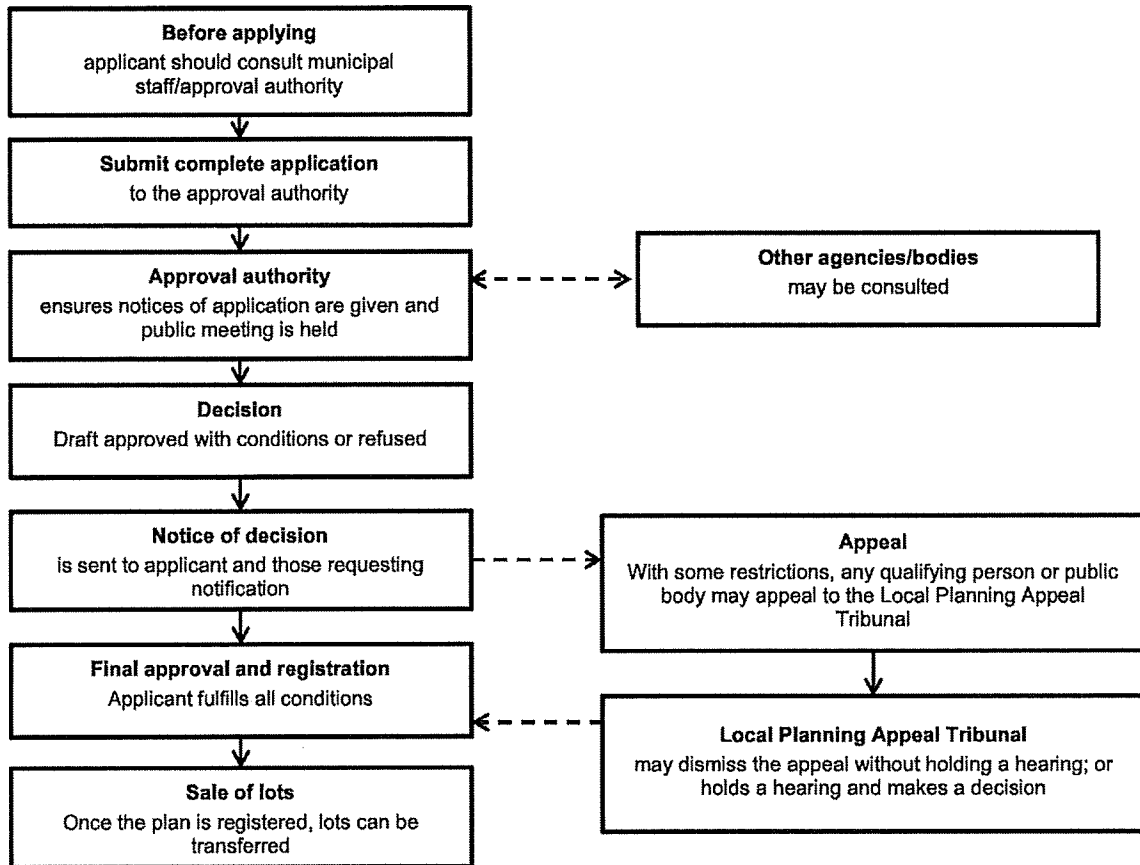 Before applying
applicant should consult municipal
staff/approval authority
Submit complete application
to the approval authority
Approval authority
ensures notices of application are given and
public meeting is held
Other agencies/bodies
may be consulted
Decision
Draft approved with conditions or refused
Notice of decision
is sent to applicant and those requesting
notification
Appeal
With some restrictions, any qualifying person or public
body may appeal to the Local Planning Appeal
Tribunal
Final approval and registration
Applicant fulfills all conditions
Local Planning Appeal Tribunal
may dismiss the appeal without holding a hearing; or
holds a hearing and makes a decision
Sale of lots
Once the plan is registered, lots can be
transferred